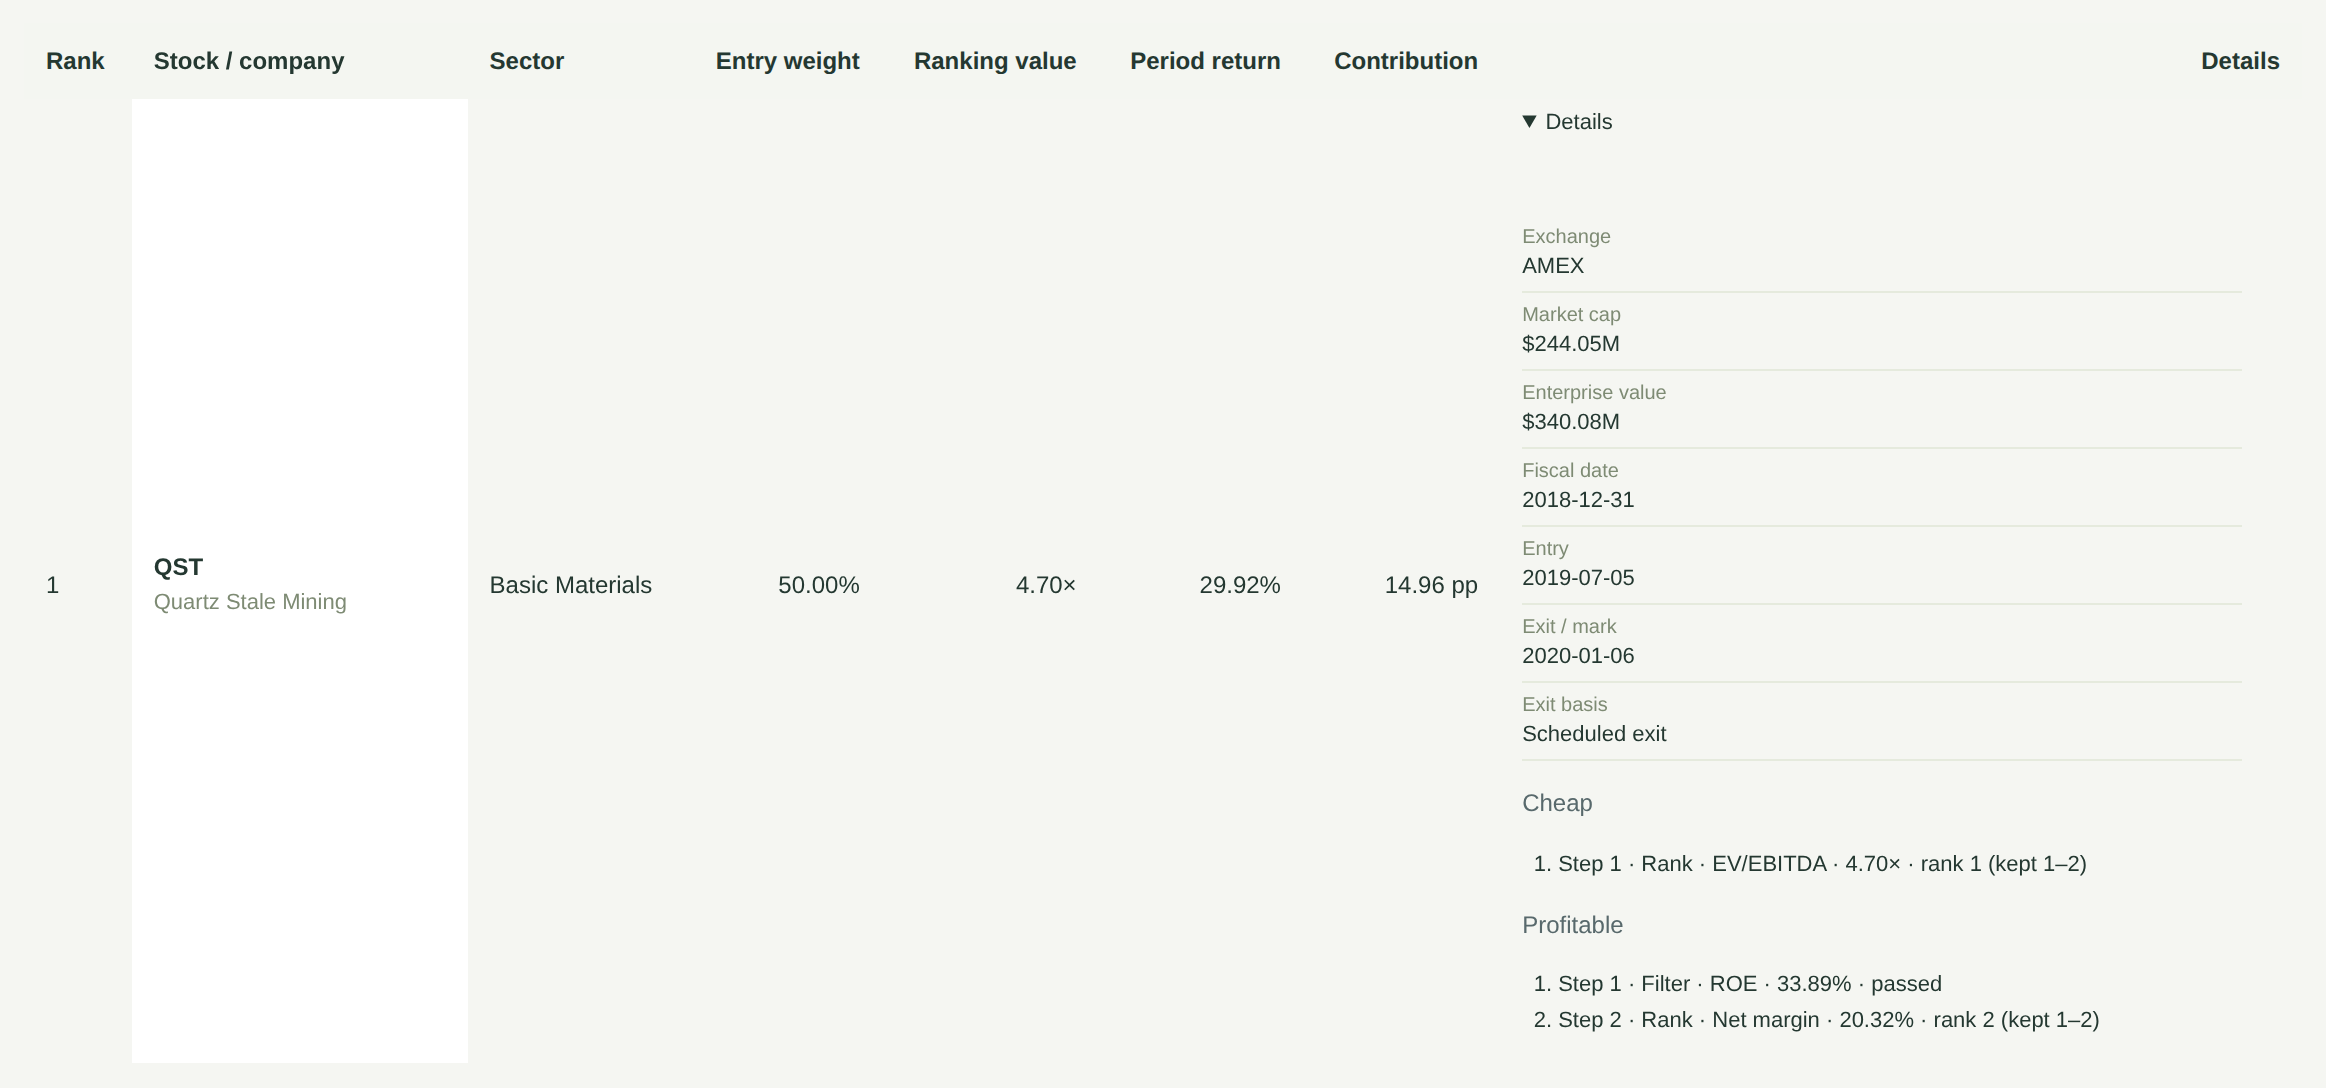 Rank Stock / company Sector Entry weight Ranking value Period return Contribution Details
1 QST Quartz Stale Mining Basic Materials 50.00% 4.70× 29.92% 14.96 pp
▼ Details
Exchange
AMEX
Market cap
$244.05M
Enterprise value
$340.08M
Fiscal date
2018-12-31
Entry
2019-07-05
Exit / mark
2020-01-06
Exit basis
Scheduled exit
Cheap
1. Step 1 · Rank · EV/EBITDA · 4.70× · rank 1 (kept 1–2)
Profitable
1. Step 1 · Filter · ROE · 33.89% · passed
2. Step 2 · Rank · Net margin · 20.32% · rank 2 (kept 1–2)